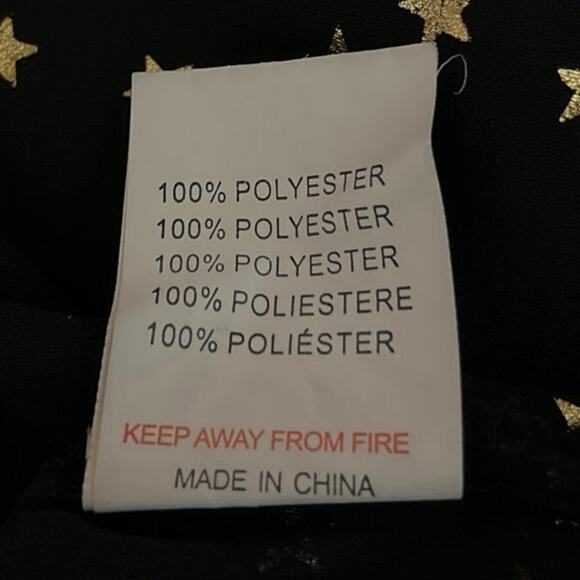 100% POLYESTER
100% POLYESTER
100% POLYESTER
100% POLIESTERE
100% POLIÉSTER
KEEP AWAY FROM FIRE
MADE IN CHINA